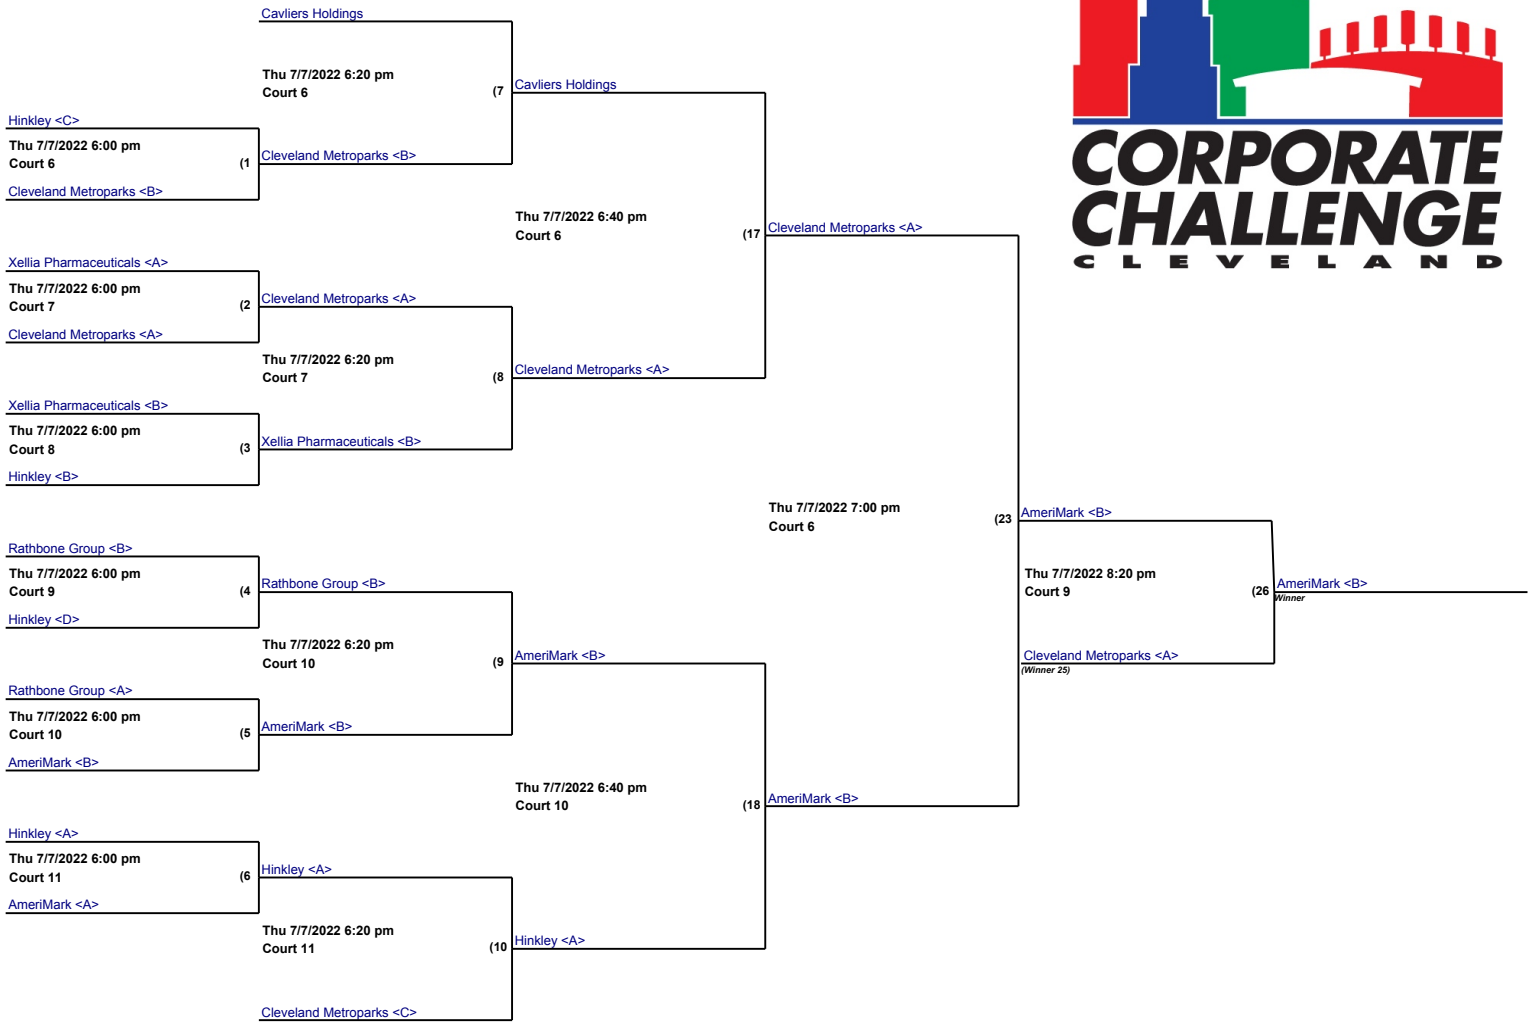 Cavliers Holdings
Thu 7/7/2022 6:20 pm
Court 6
(7
Cavliers Holdings
Hinkley <C>
Thu 7/7/2022 6:00 pm
Court 6
(1
Cleveland Metroparks <B>
Cleveland Metroparks <B>
CORPORATE
CHALLENGE
CLEVELAND
Thu 7/7/2022 6:40 pm
Court 6
(17
Cleveland Metroparks <A>
Xellia Pharmaceuticals <A>
Thu 7/7/2022 6:00 pm
Court 7
(2
Cleveland Metroparks <A>
Cleveland Metroparks <A>
Thu 7/7/2022 6:20 pm
Court 7
(8
Cleveland Metroparks <A>
Xellia Pharmaceuticals <B>
Thu 7/7/2022 6:00 pm
Court 8
(3
Xellia Pharmaceuticals <B>
Hinkley <B>
Thu 7/7/2022 7:00 pm
Court 6
(23
AmeriMark <B>
Rathbone Group <B>
Thu 7/7/2022 6:00 pm
Court 9
(4
Rathbone Group <B>
Hinkley <D>
Thu 7/7/2022 8:20 pm
Court 9
(26
AmeriMark <B>
Winner
Thu 7/7/2022 6:20 pm
Court 10
(9
AmeriMark <B>
Cleveland Metroparks <A>
(Winner 25)
Rathbone Group <A>
Thu 7/7/2022 6:00 pm
Court 10
(5
AmeriMark <B>
AmeriMark <B>
Thu 7/7/2022 6:40 pm
Court 10
(18
AmeriMark <B>
Hinkley <A>
Thu 7/7/2022 6:00 pm
Court 11
(6
Hinkley <A>
AmeriMark <A>
Thu 7/7/2022 6:20 pm
Court 11
(10
Hinkley <A>
Cleveland Metroparks <C>